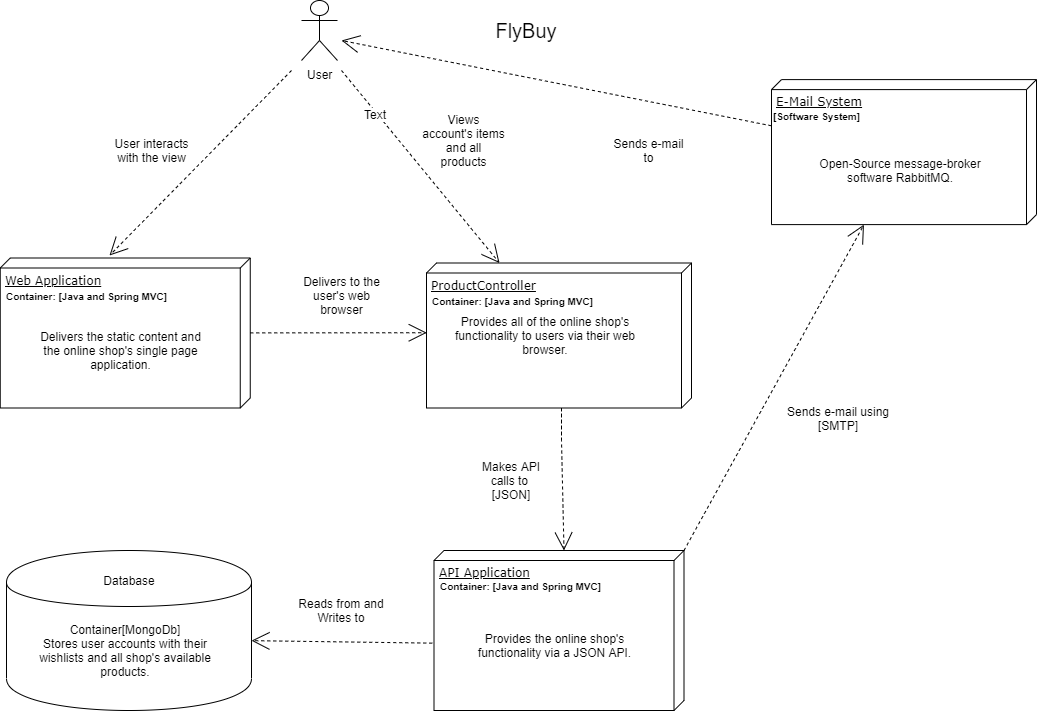 FlyBuy
User
Text
Views
account's items
and all
products
User interacts
with the view
Sends e-mail
to
E-Mail System
[Software System]
Open-Source message-broker
software RabbitMQ.
Web Application
Container: [Java and Spring MVC]
Delivers the static content and
the online shop's single page
application.
Delivers to the
user's web
browser
ProductController
Container: [Java and Spring MVC]
Provides all of the online shop's
functionality to users via their web
browser.
Sends e-mail using
[SMTP]
Makes API
calls to
[JSON]
Database
Container[MongoDb]
Stores user accounts with their
wishlists and all shop's available
products.
Reads from and
Writes to
API Application
Container: [Java and Spring MVC]
Provides the online shop's
functionality via a JSON API.